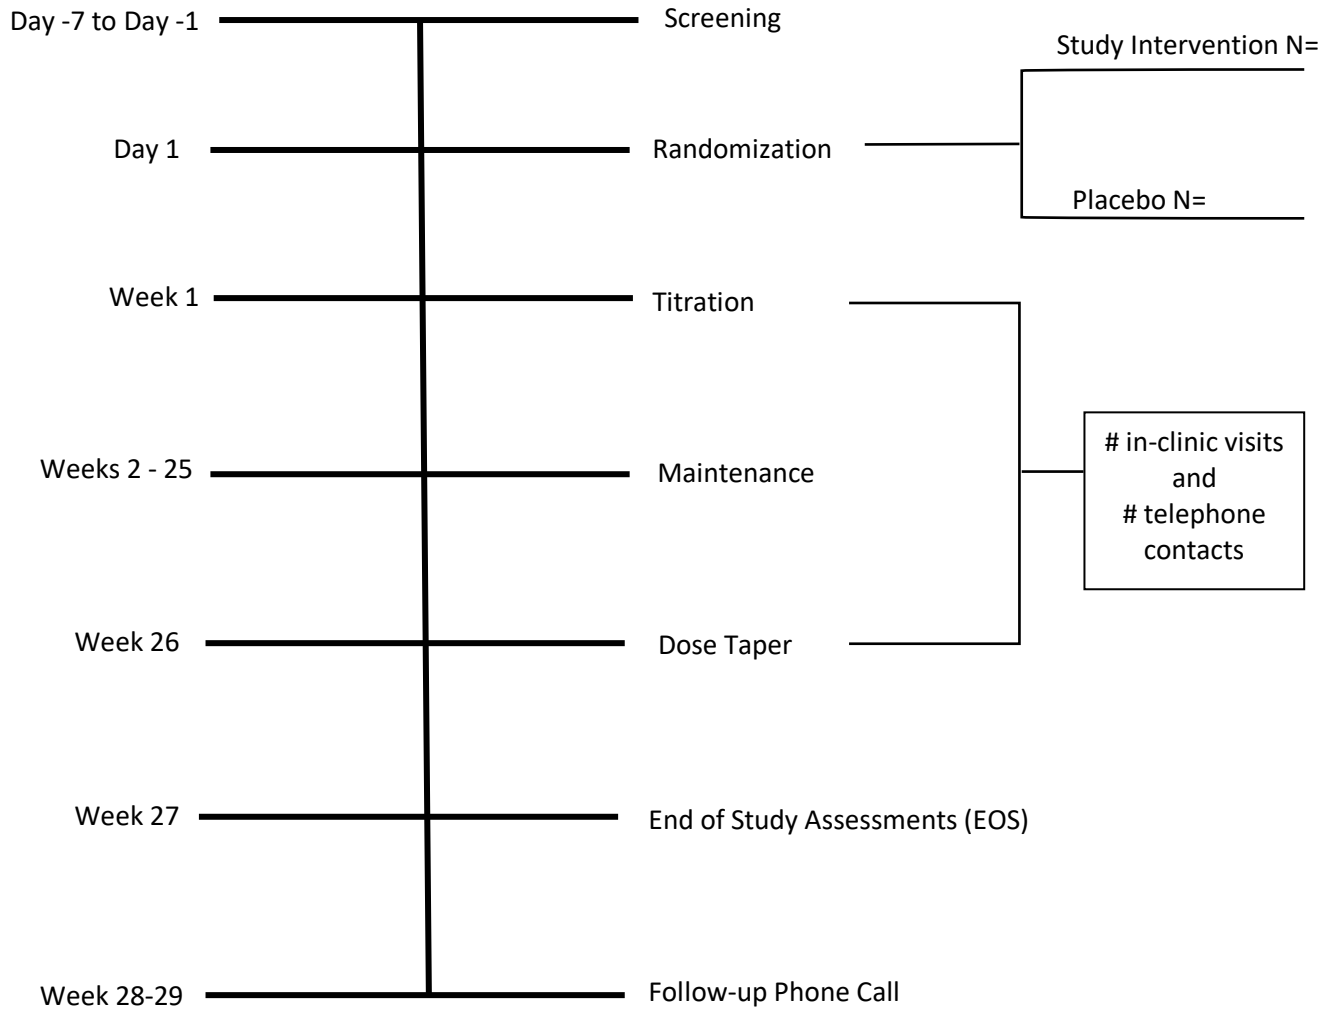 Day -7 to Day -1
Screening
Study Intervention N=
Day 1
Randomization
Placebo N=
Week 1
Titration
Weeks 2 - 25
Maintenance
# in-clinic visits
and
# telephone
contacts
Week 26
Dose Taper
Week 27
End of Study Assessments (EOS)
Week 28-29
Follow-up Phone Call